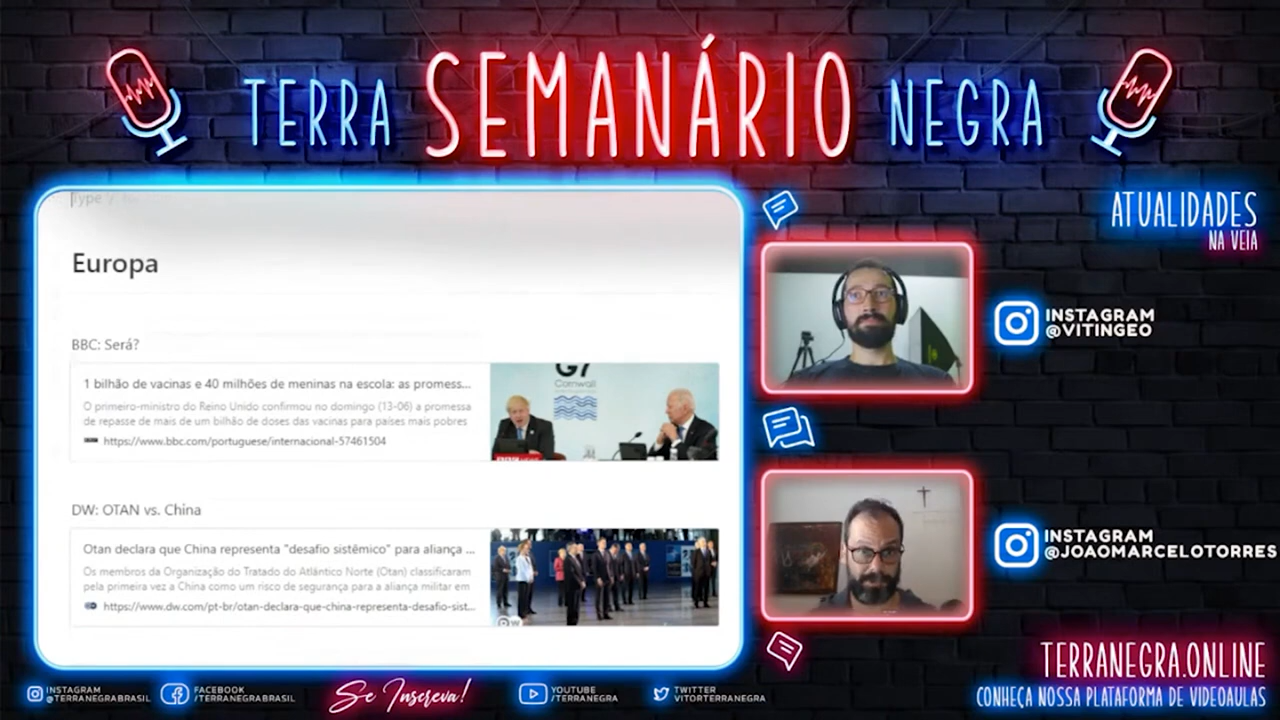 TERRA SEMANÁRIO NEGRA
Type
Europa
BBC: Será?
1 bilhão de vacinas e 40 milhões de meninas na escola: as promess...
O primeiro-ministro do Reino Unido confirmou no domingo (13-06) a promessa
de repasse de mais de um bilhão de doses das vacinas para países mais pobres
https://www.bbc.com/portuguese/internacional-57461504
G7
Cornwall
DW: OTAN vs. China
Otan declara que China representa "desafio sistêmico" para aliança ...
Os membros da Organização do Tratado do Atlântico Norte (Otan) classificaram
pela primeira vez a China como um risco de segurança para a aliança militar em
https://www.dw.com/pt-br/otan-declara-que-china-representa-desafio-sist...
ATUALIDADES
NA VEIA
INSTAGRAM
@VITINGEO
INSTAGRAM
@JOAOMARCELOTORRES
TERRANEGRA.ONLINE
CONHEÇA NOSSA PLATAFORMA DE VIDEOAULAS
INSTAGRAM
@TERRANEGRABRASIL
FACEBOOK
/TERRANEGRABRASIL
Se Inscreva!
YOUTUBE
/TERRANEGRA
TWITTER
VITORTERRANEGRA